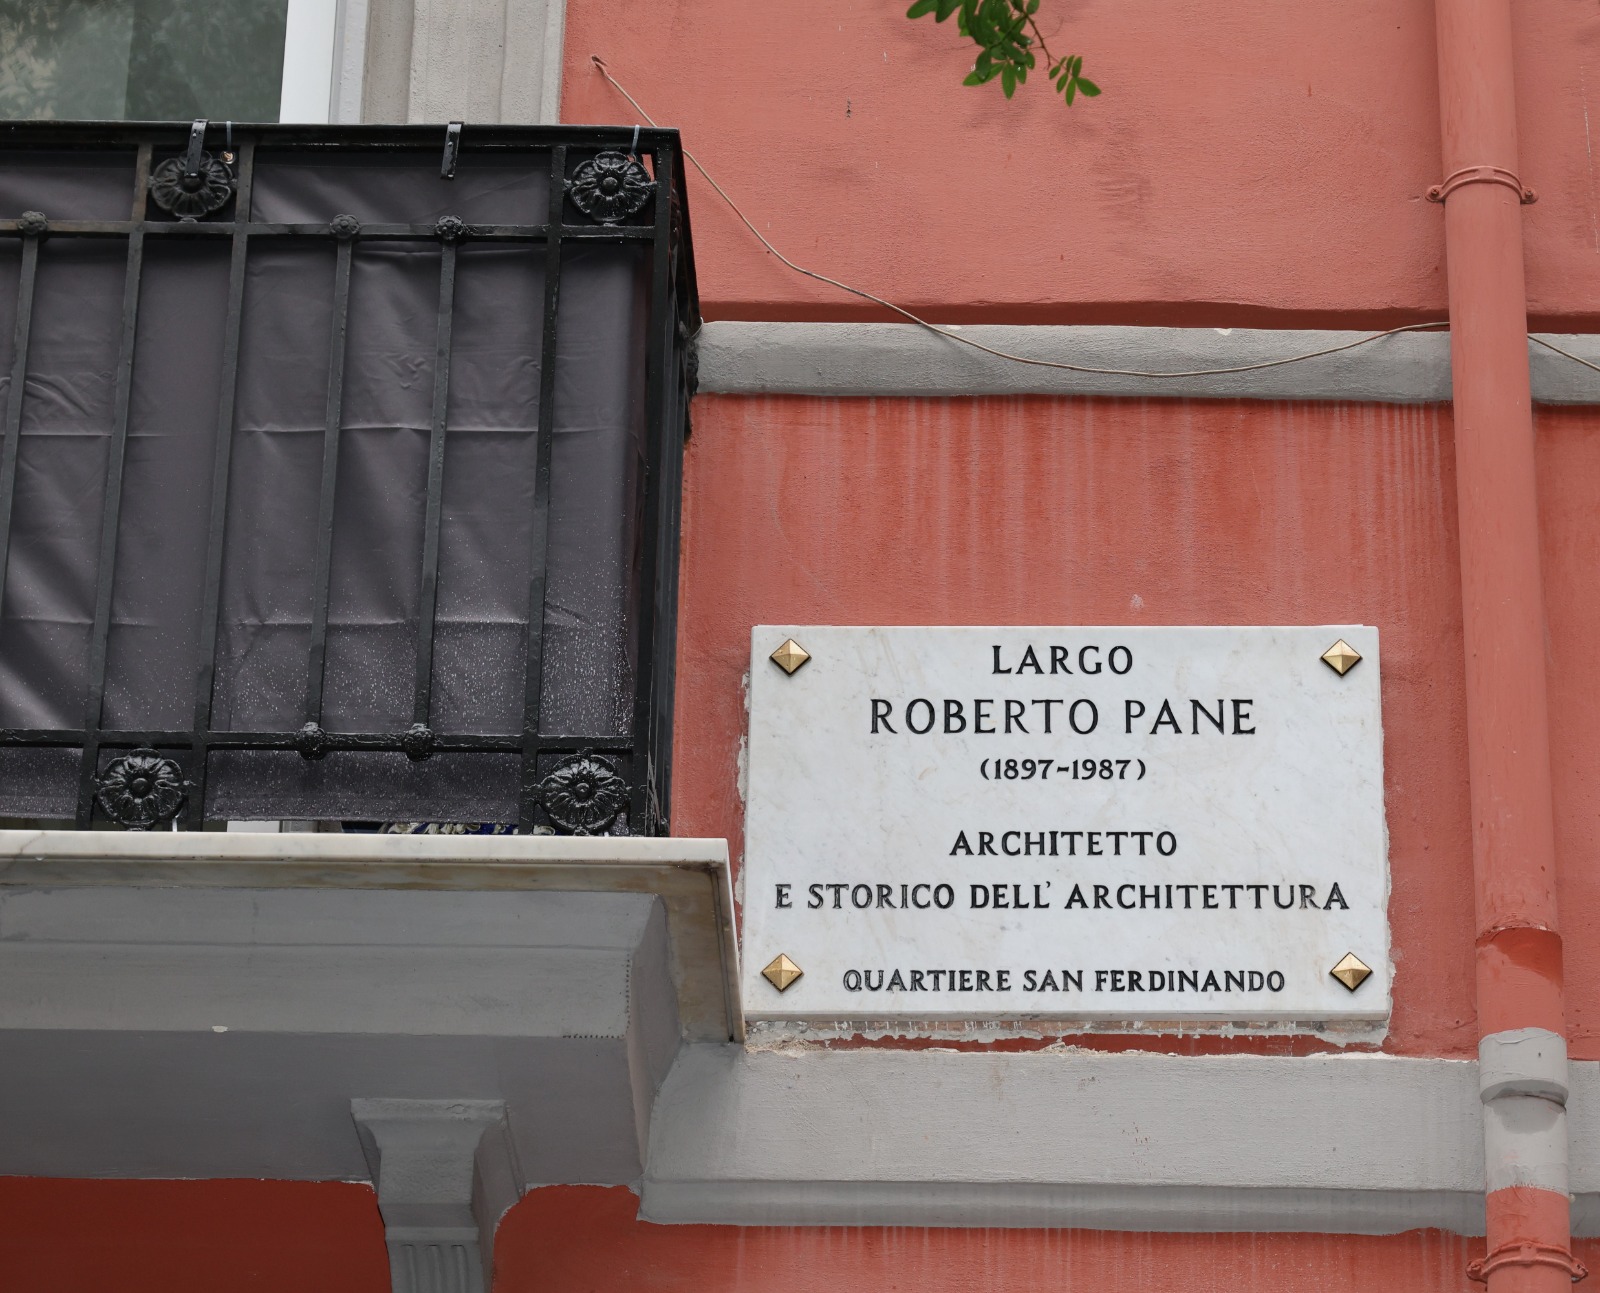 LARGO
ROBERTO PANE
(1897-1987)
ARCHITETTO
E STORICO DELL' ARCHITETTURA
QUARTIERE SAN FERDINANDO